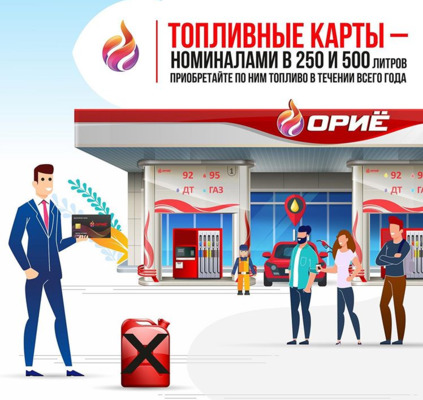 ТОПЛИВНЫЕ КАРТЫ –
НОМИНАЛАМИ В 250 И 500 ЛИТРОВ
ПРИОБРЕТАЙТЕ ПО НИМ ТОПЛИВО В ТЕЧЕНИИ ВСЕГО ГОДА
ОРИЁ
92 95
ДТ ГАЗ
92 95
ДТ ГАЗ
X